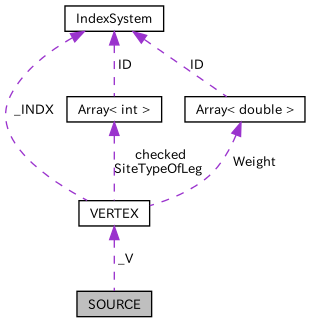 IndexSystem
ID
ID
_INDX
Array< int >
Array< double >
checked
SiteTypeOfLeg
Weight
VERTEX
_V
SOURCE